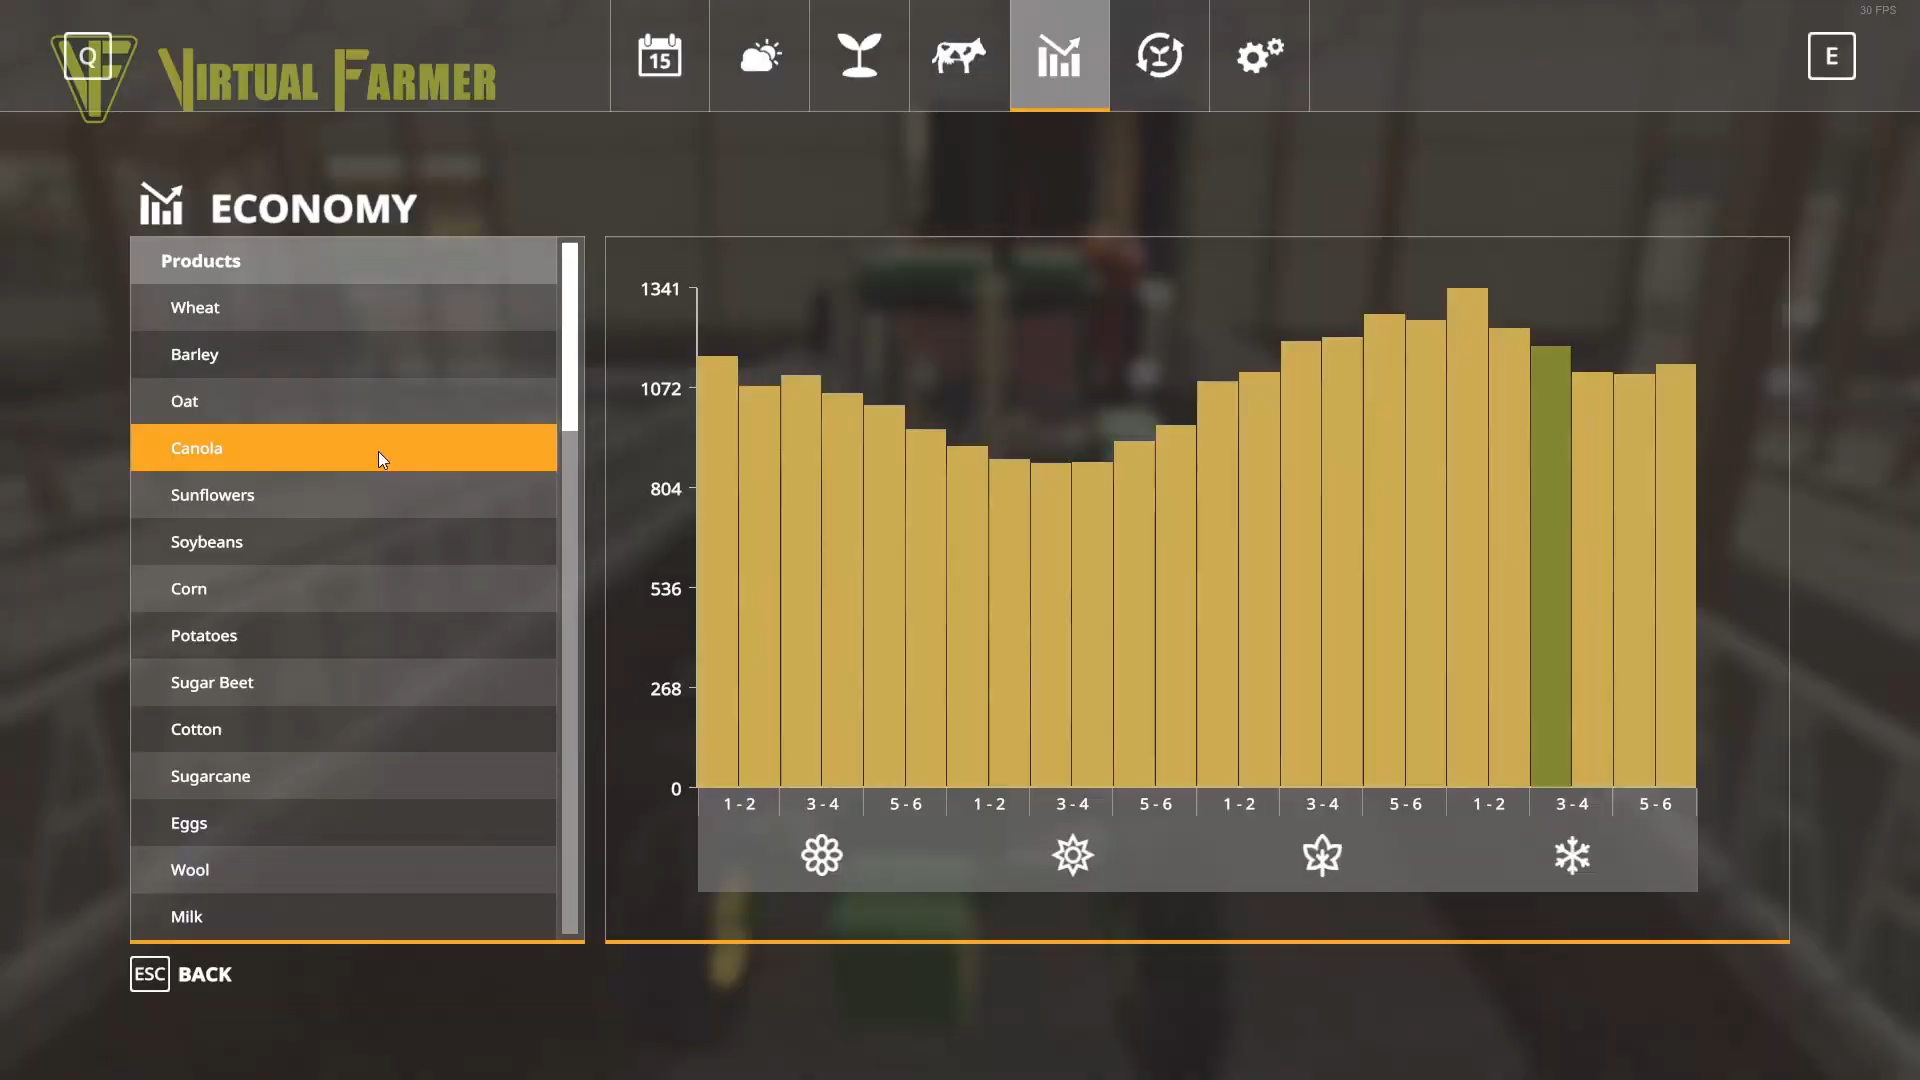 30 FPS
Q
VF
VIRTUAL FARMER
15
E
ECONOMY
Products
Wheat
Barley
Oat
Canola
Sunflowers
Soybeans
Corn
Potatoes
Sugar Beet
Cotton
Sugarcane
Eggs
Wool
Milk
1341
1072
804
536
268
0
1 - 2 3 - 4 5 - 6 1 - 2 3 - 4 5 - 6 1 - 2 3 - 4 5 - 6 1 - 2 3 - 4 5 - 6
ESC BACK